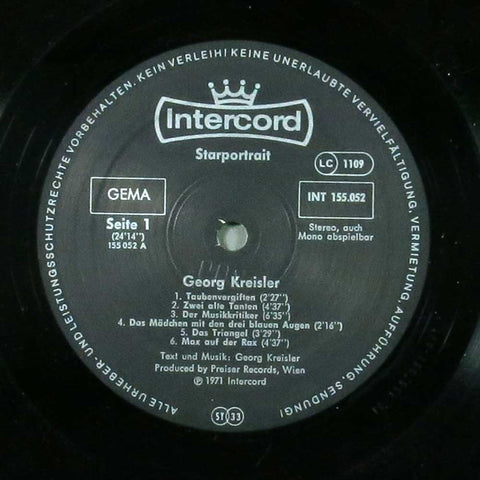 ALLE URHEBER- UND LEISTUNGSSCHUTZRECHTE VORBEHALTEN. KEIN VERLEIH! KEINE UNERLAUBTE VERVIELFÄLTIGUNG, VERMIETUNG, AUFFÜHRUNG, SENDUNG!
Intercord
Starportrait
LC 1109
GEMA
INT 155.052
Seite 1
(24'14'')
155 052 A
Stereo, auch
Mono abspielbar
Georg Kreisler
1. Taubenvergiften (2'27'')
2. Zwei alte Tanten (4'37'')
3. Der Musikkritiker (6'35'')
4. Das Mädchen mit den drei blauen Augen (2'16'')
5. Das Triangel (3'29'')
6. Max auf der Rax (4'37'')
Text und Musik: Georg Kreisler
Produced by Preiser Records, Wien
℗ 1971 Intercord
ST 33